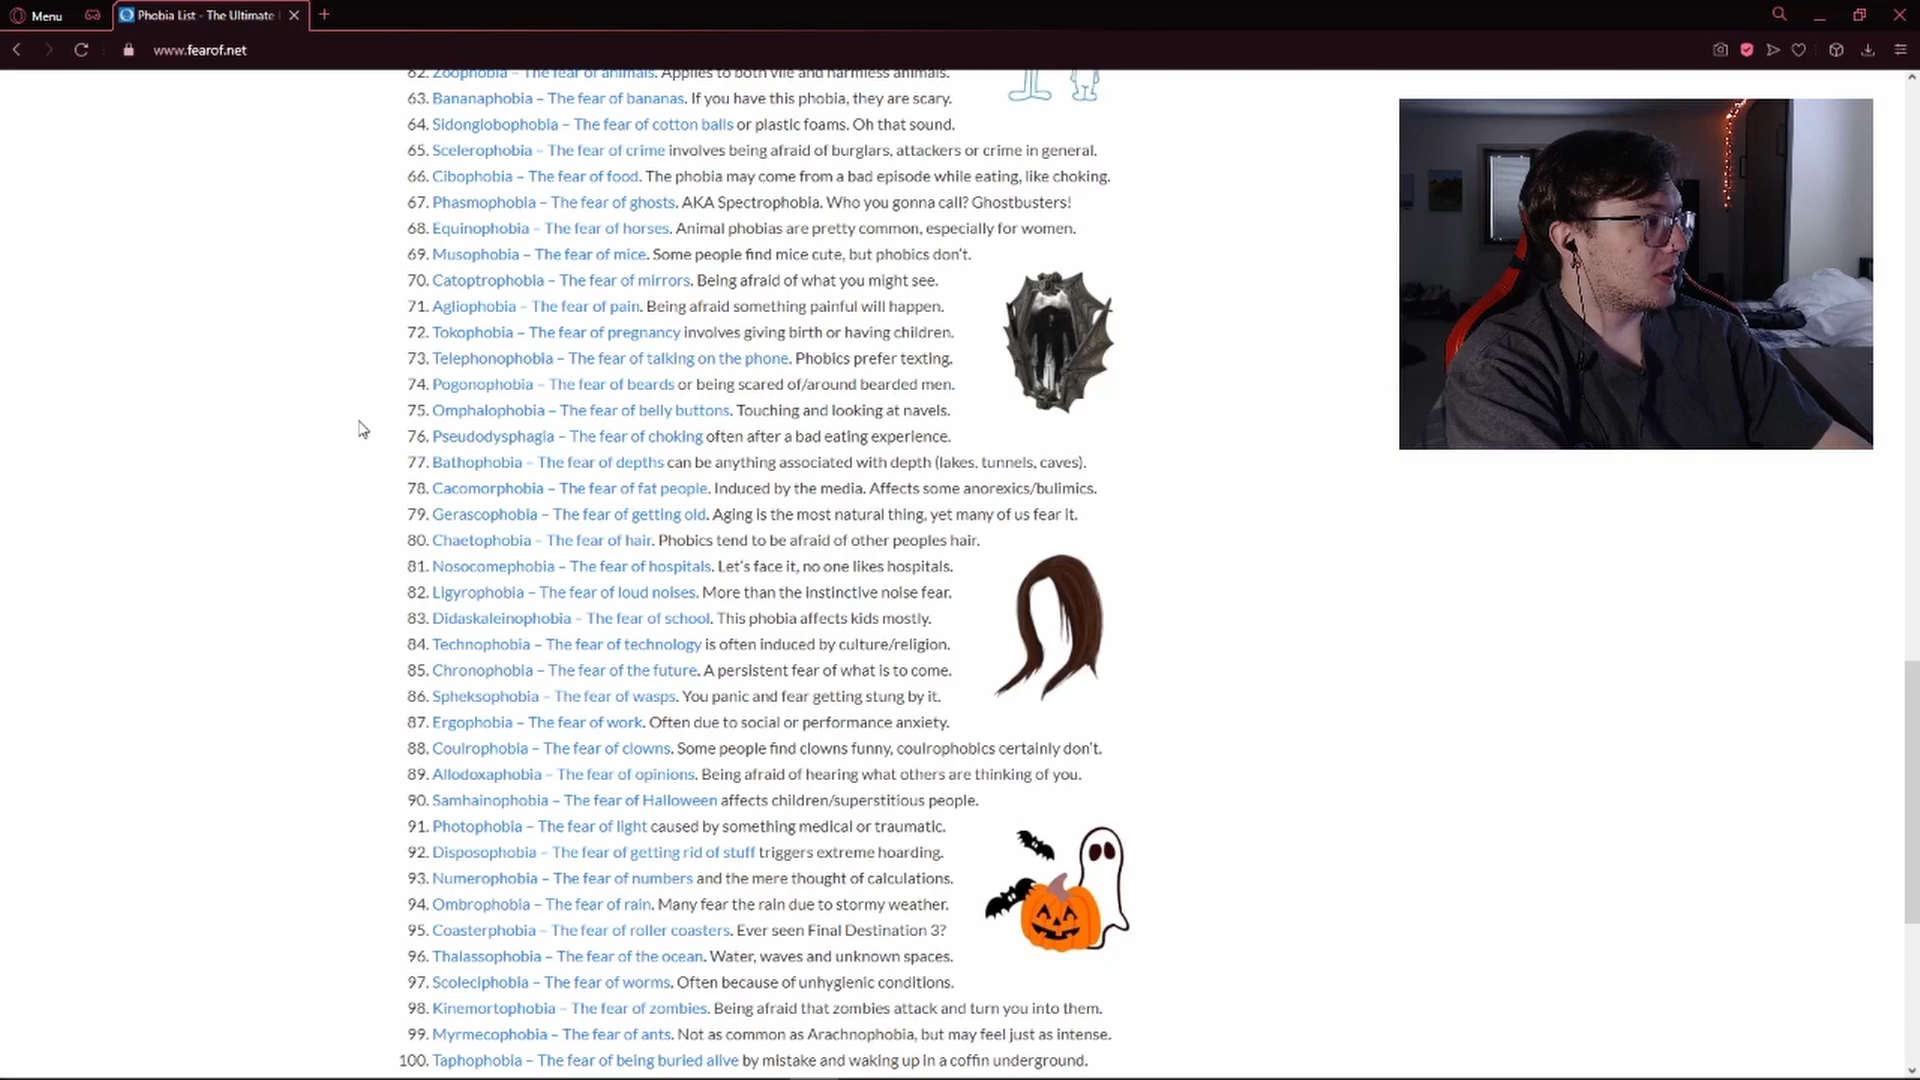 Menu
Phobia List - The Ultimate
www.fearof.net
62. Zoophobia – The fear of animals. Applies to both vile and harmless animals.
63. Bananaphobia – The fear of bananas. If you have this phobia, they are scary.
64. Sidonglobophobia – The fear of cotton balls or plastic foams. Oh that sound.
65. Scelerophobia – The fear of crime involves being afraid of burglars, attackers or crime in general.
66. Cibophobia – The fear of food. The phobia may come from a bad episode while eating, like choking.
67. Phasmophobia – The fear of ghosts. AKA Spectrophobia. Who you gonna call? Ghostbusters!
68. Equinophobia – The fear of horses. Animal phobias are pretty common, especially for women.
69. Musophobia – The fear of mice. Some people find mice cute, but phobics don't.
70. Catoptrophobia – The fear of mirrors. Being afraid of what you might see.
71. Agliophobia – The fear of pain. Being afraid something painful will happen.
72. Tokophobia – The fear of pregnancy involves giving birth or having children.
73. Telephonophobia – The fear of talking on the phone. Phobics prefer texting.
74. Pogonophobia – The fear of beards or being scared of/around bearded men.
75. Omphalophobia – The fear of belly buttons. Touching and looking at navels.
76. Pseudodysphagia – The fear of choking often after a bad eating experience.
77. Bathophobia – The fear of depths can be anything associated with depth (lakes, tunnels, caves).
78. Cacomorphobia – The fear of fat people. Induced by the media. Affects some anorexics/bulimics.
79. Gerascophobia – The fear of getting old. Aging is the most natural thing, yet many of us fear it.
80. Chaetophobia – The fear of hair. Phobics tend to be afraid of other peoples hair.
81. Nosocomephobia – The fear of hospitals. Let's face it, no one likes hospitals.
82. Ligyrophobia – The fear of loud noises. More than the instinctive noise fear.
83. Didaskaleinophobia – The fear of school. This phobia affects kids mostly.
84. Technophobia – The fear of technology is often induced by culture/religion.
85. Chronophobia – The fear of the future. A persistent fear of what is to come.
86. Spheksophobia – The fear of wasps. You panic and fear getting stung by it.
87. Ergophobia – The fear of work. Often due to social or performance anxiety.
88. Coulrophobia – The fear of clowns. Some people find clowns funny, coulrophobics certainly don't.
89. Allodoxaphobia – The fear of opinions. Being afraid of hearing what others are thinking of you.
90. Samhainophobia – The fear of Halloween affects children/superstitious people.
91. Photophobia – The fear of light caused by something medical or traumatic.
92. Disposophobia – The fear of getting rid of stuff triggers extreme hoarding.
93. Numerophobia – The fear of numbers and the mere thought of calculations.
94. Ombrophobia – The fear of rain. Many fear the rain due to stormy weather.
95. Coasterphobia – The fear of roller coasters. Ever seen Final Destination 3?
96. Thalassophobia – The fear of the ocean. Water, waves and unknown spaces.
97. Scoleciphobia – The fear of worms. Often because of unhygienic conditions.
98. Kinemortophobia – The fear of zombies. Being afraid that zombies attack and turn you into them.
99. Myrmecophobia – The fear of ants. Not as common as Arachnophobia, but may feel just as intense.
100. Taphophobia – The fear of being buried alive by mistake and waking up in a coffin underground.